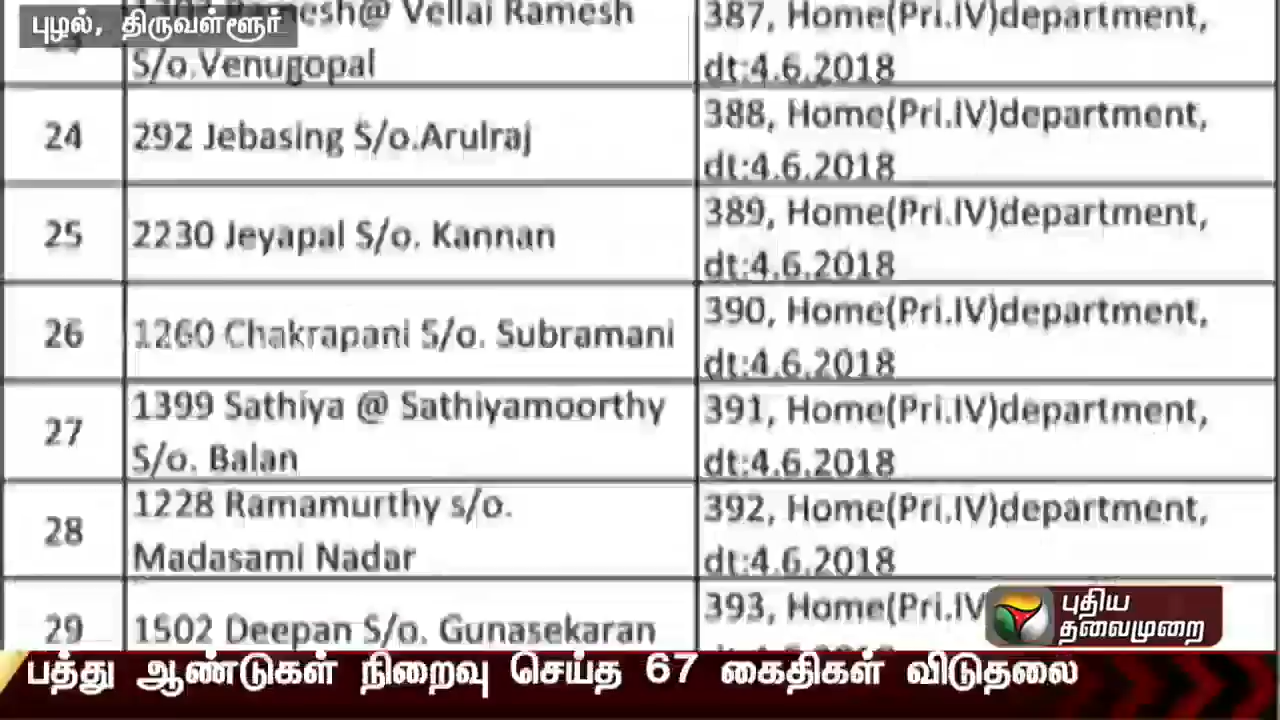 புழல், திருவள்ளூர்
Ramesh@ Vellai Ramesh
S/o.Venugopal
387, Home(Pri.IV)department,
dt:4.6.2018
24
292 Jebasing S/o.Arulraj
388, Home(Pri.IV)department,
dt:4.6.2018
25
2230 Jeyapal S/o. Kannan
389, Home(Pri.IV)department,
dt:4.6.2018
26
1260 Chakrapani S/o. Subramani
390, Home(Pri.IV)department,
dt:4.6.2018
27
1399 Sathiya @ Sathiyamoorthy
S/o. Balan
391, Home(Pri.IV)department,
dt:4.6.2018
28
1228 Ramamurthy s/o.
Madasami Nadar
392, Home(Pri.IV)department,
dt:4.6.2018
29
1502 Deepan S/o. Gunasekaran
393, Home(Pri.IV
புதிய
தலைமுறை
பத்து ஆண்டுகள் நிறைவு செய்த 67 கைதிகள் விடுதலை